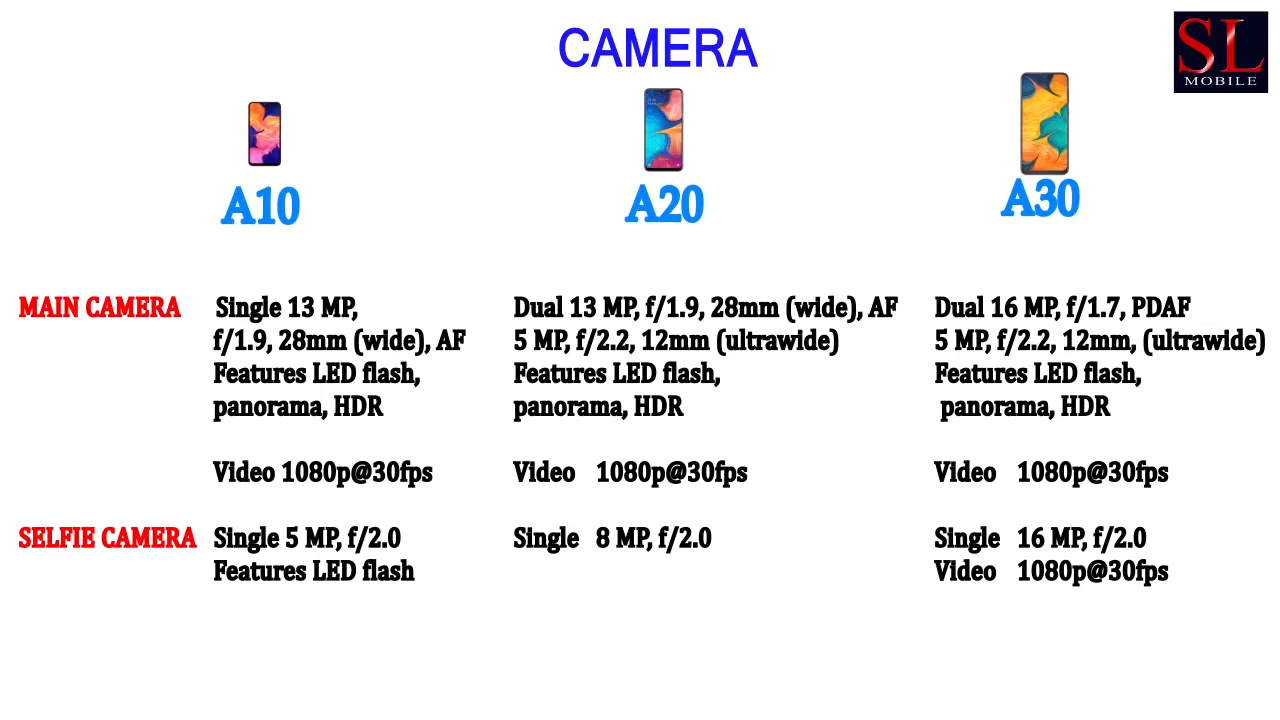 CAMERA
SL
MOBILE
A10
A20
A30
MAIN CAMERA
Single 13 MP,
f/1.9, 28mm (wide), AF
Features LED flash,
panorama, HDR
Video 1080p@30fps
Dual 13 MP, f/1.9, 28mm (wide), AF
5 MP, f/2.2, 12mm (ultrawide)
Features LED flash,
panorama, HDR
Video 1080p@30fps
Dual 16 MP, f/1.7, PDAF
5 MP, f/2.2, 12mm, (ultrawide)
Features LED flash,
panorama, HDR
Video 1080p@30fps
SELFIE CAMERA
Single 5 MP, f/2.0
Features LED flash
Single 8 MP, f/2.0
Single 16 MP, f/2.0
Video 1080p@30fps